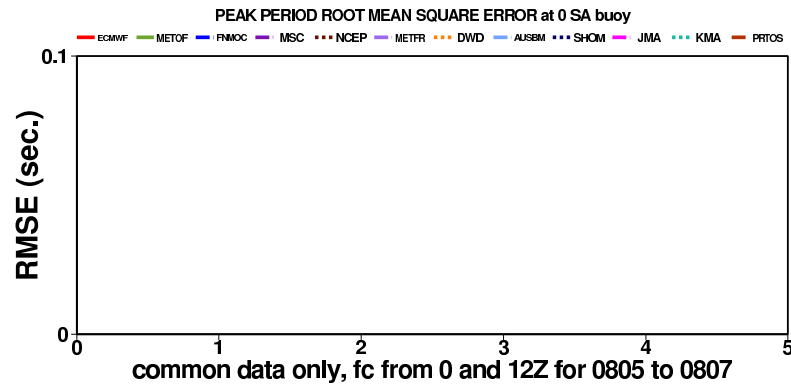 PEAK PERIOD ROOT MEAN SQUARE ERROR at 0 SA buoy
ECMWF METOF FNMOC MSC NCEP METFR DWD AUSBM SHOM JMA KMA PRTOS
0.1
RMSE (sec.)
0
0 1 2 3 4 5
common data only, fc from 0 and 12Z for 0805 to 0807